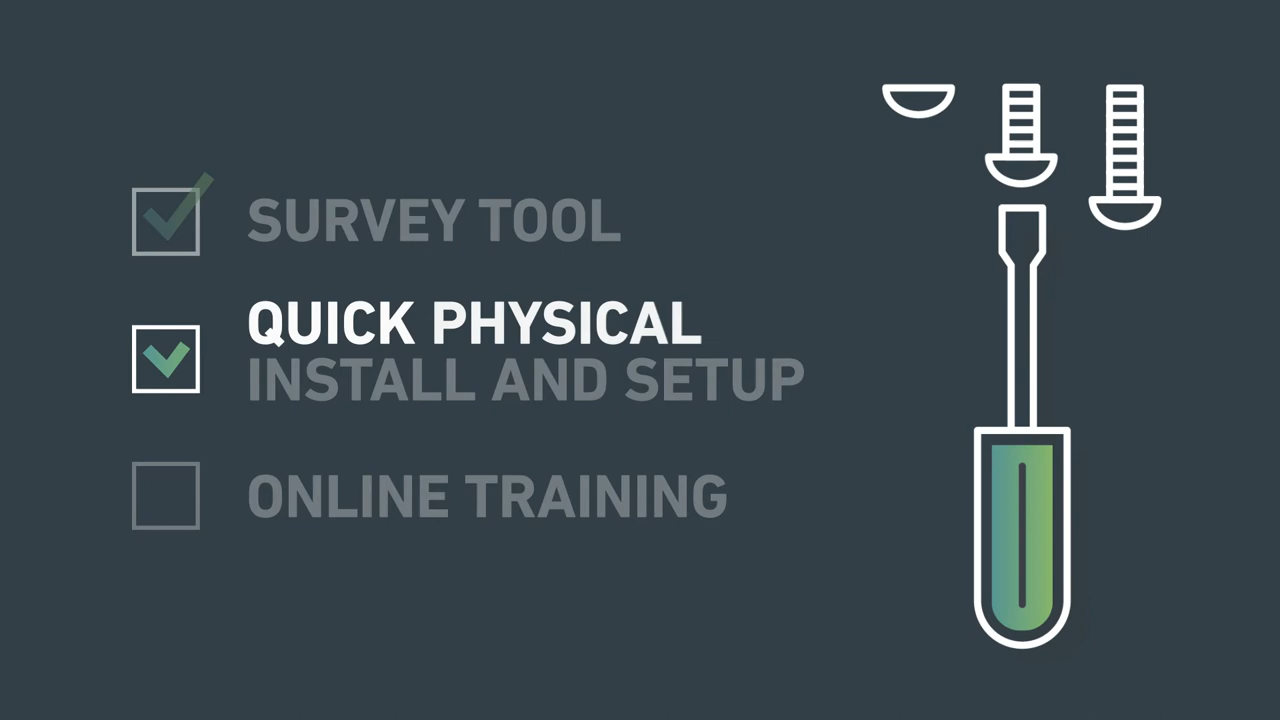 SURVEY TOOL
QUICK PHYSICAL
INSTALL AND SETUP
ONLINE TRAINING